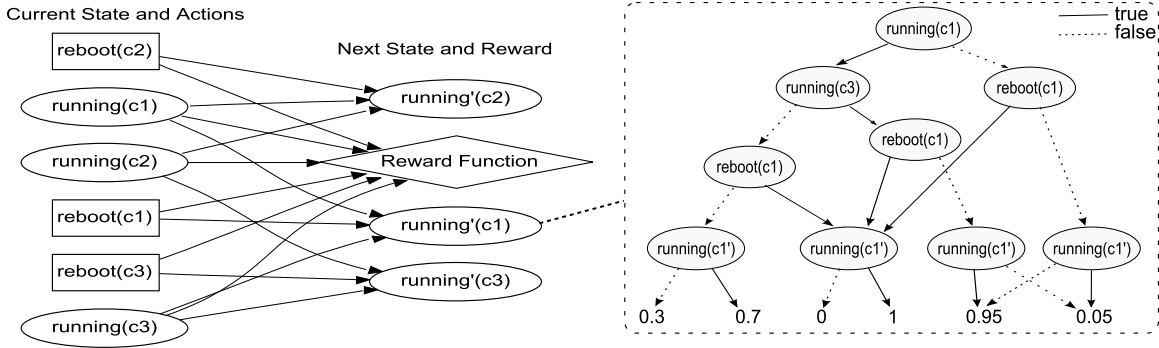 Current State and Actions
reboot(c2)
running(c1)
running(c2)
reboot(c1)
reboot(c3)
running(c3)
Next State and Reward
running'(c2)
Reward Function
running'(c1)
running'(c3)
true
false
running(c1)
running(c3)
reboot(c1)
reboot(c1)
reboot(c1)
running(c1')
running(c1')
running(c1')
running(c1')
0.3
0.7
0
1
0.95
0.05